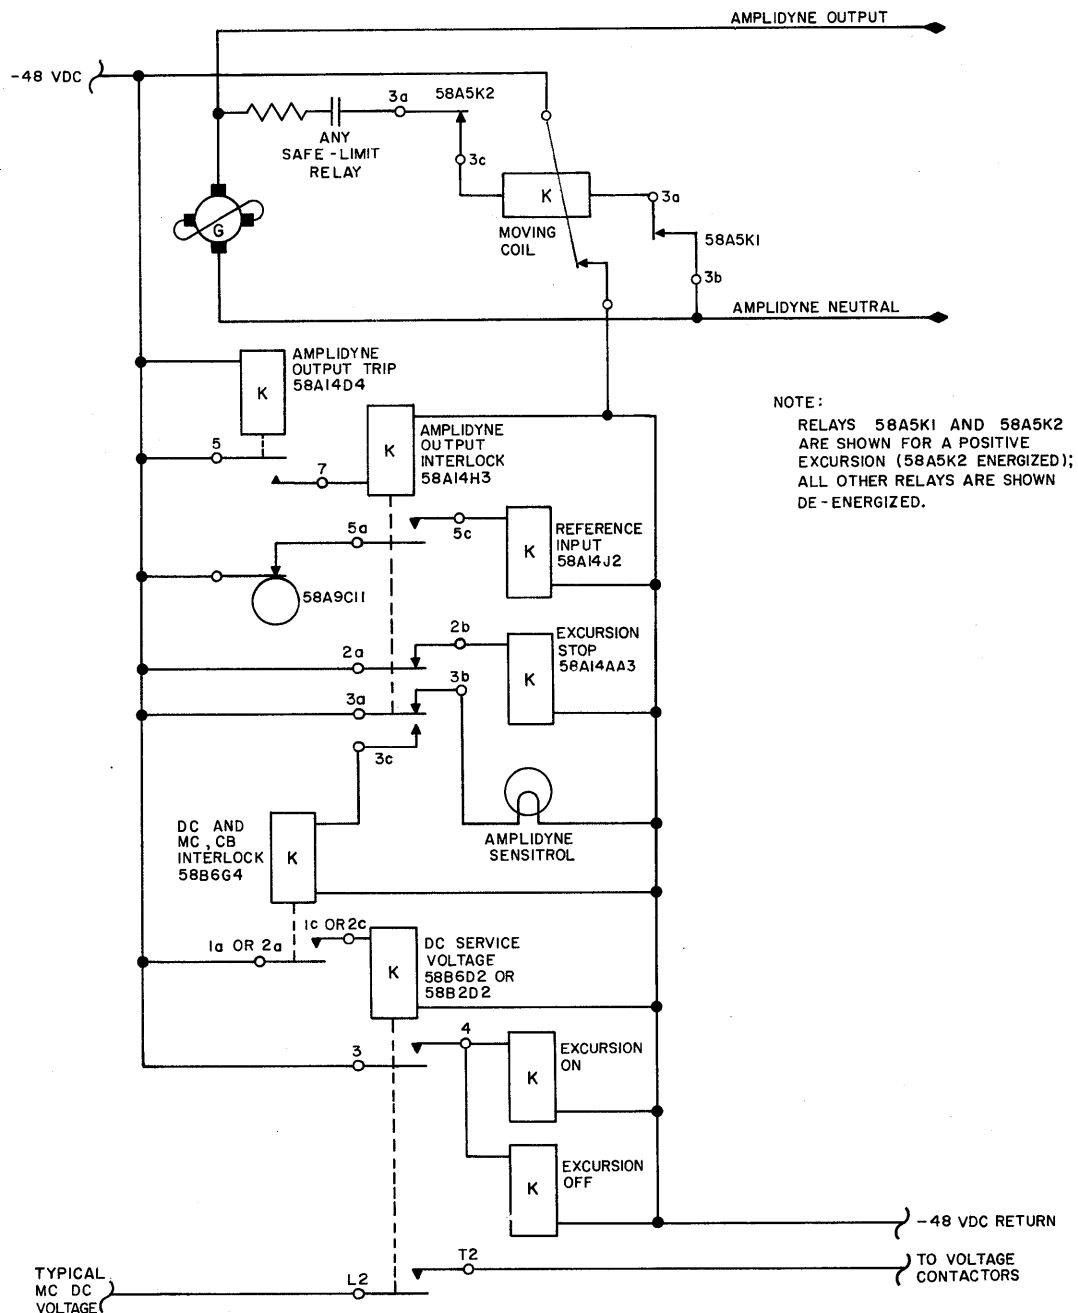 AMPLIDYNE OUTPUT
-48 VDC
3a
58A5K2
ANY
SAFE-LIMIT
RELAY
3c
K
3a
MOVING
COIL
58A5K1
G
3b
AMPLIDYNE NEUTRAL
AMPLIDYNE
OUTPUT TRIP
58A14D4
K
NOTE:
RELAYS 58A5K1 AND 58A5K2
ARE SHOWN FOR A POSITIVE
EXCURSION (58A5K2 ENERGIZED);
ALL OTHER RELAYS ARE SHOWN
DE-ENERGIZED.
5
K
AMPLIDYNE
OUTPUT
INTERLOCK
58A14H3
7
5a
5c
K
REFERENCE
INPUT
58A14J2
58A9C11
2a
2b
K
EXCURSION
STOP
58A14AA3
3a
3b
3c
DC AND
MC, CB
INTERLOCK
58B6G4
K
AMPLIDYNE
SENSITROL
1a OR 2a
1c OR 2c
K
DC SERVICE
VOLTAGE
58B6D2 OR
58B2D2
3
4
K
EXCURSION
ON
K
EXCURSION
OFF
-48 VDC RETURN
TYPICAL
MC DC
VOLTAGE
L2
T2
TO VOLTAGE
CONTACTORS